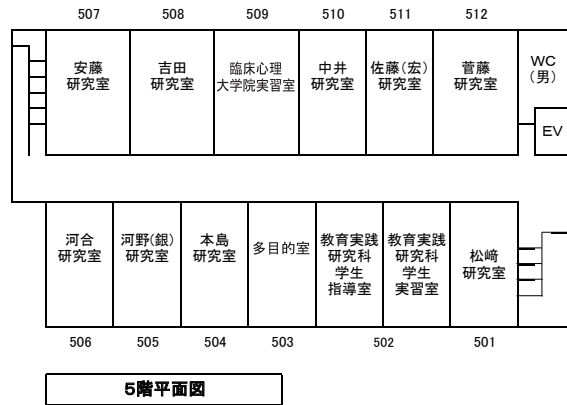 507
508
509
510
511
512
安藤
研究室
吉田
研究室
臨床心理
大学院実習室
中井
研究室
佐藤(宏)
研究室
菅藤
研究室
WC
(男)
EV
河合
研究室
河野(銀)
研究室
本島
研究室
多目的室
教育実践
研究科
学生
指導室
教育実践
研究科
学生
実習室
松﨑
研究室
506
505
504
503
502
501
5階平面図